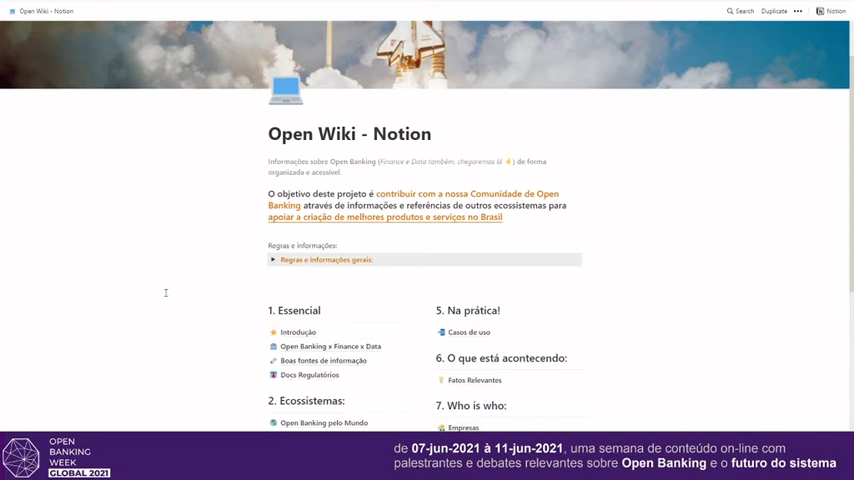 Open Wiki - Notion
Search Duplicate ••• Notion
Open Wiki - Notion
Informações sobre Open Banking (Finance e Data também, chegaremos lá 👆) de forma
organizada e acessível.
O objetivo deste projeto é contribuir com a nossa Comunidade de Open
Banking através de informações e referências de outros ecossistemas para
apoiar a criação de melhores produtos e serviços no Brasil
Regras e informações:
Regras e informações gerais:
1. Essencial
Introdução
Open Banking x Finance x Data
Boas fontes de informação
Docs Regulatórios
2. Ecossistemas:
Open Banking pelo Mundo
5. Na prática!
Casos de uso
6. O que está acontecendo:
Fatos Relevantes
7. Who is who:
Empresas
OPEN
BANKING
WEEK
GLOBAL 2021
de 07-jun-2021 à 11-jun-2021, uma semana de conteúdo on-line com
palestrantes e debates relevantes sobre Open Banking e o futuro do sistema